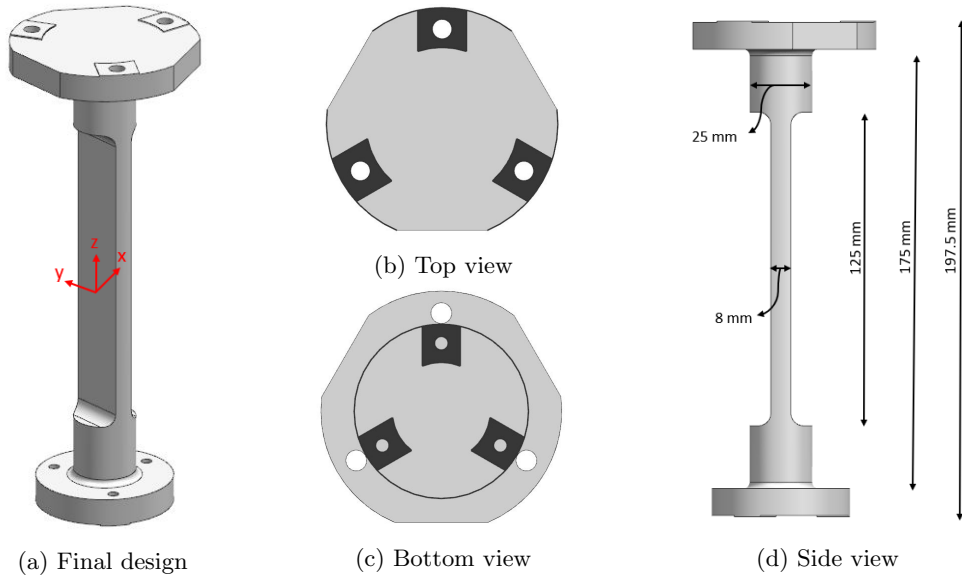 z
x
y
(a) Final design
(b) Top view
(c) Bottom view
25 mm
8 mm
125 mm
175 mm
197.5 mm
(d) Side view